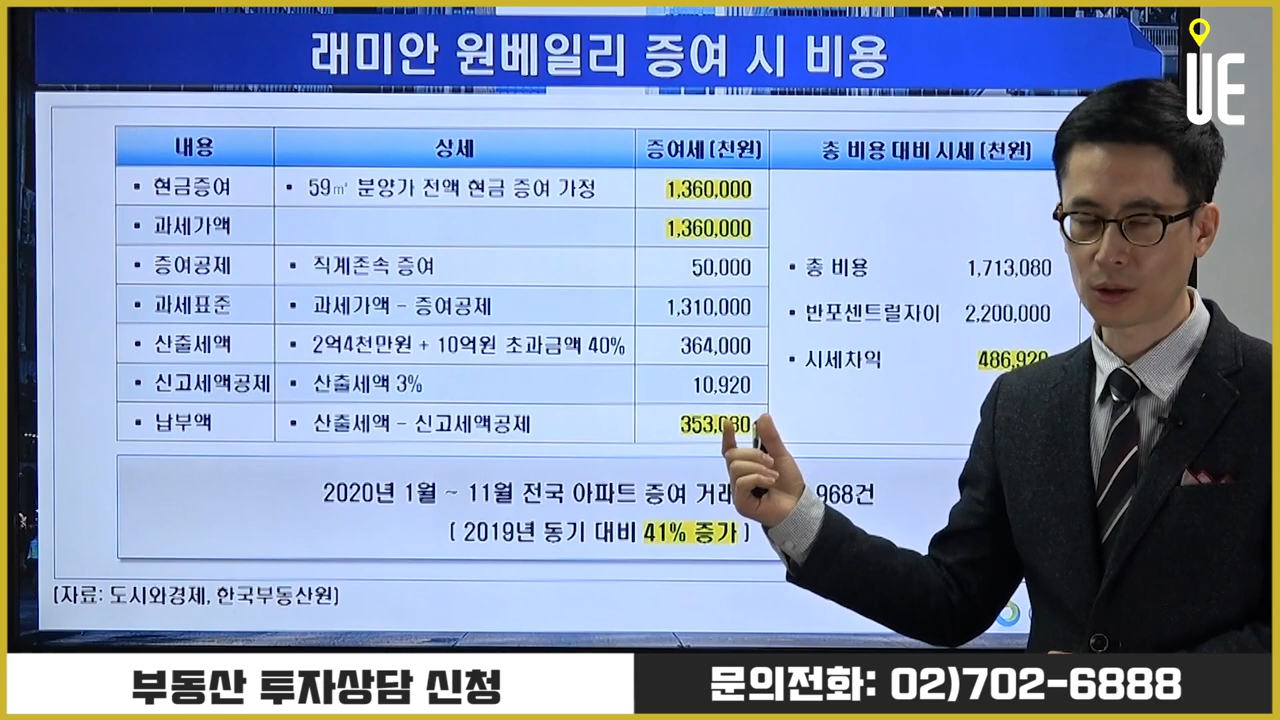 래미안 원베일리 증여 시 비용
UE
내용 상세 증여세 (천원) 총 비용 대비 시세 (천원)
▪ 현금증여 ▪ 59㎡ 분양가 전액 현금 증여 가정 1,360,000
▪ 과세가액 1,360,000
▪ 증여공제 ▪ 직계존속 증여 50,000
▪ 과세표준 ▪ 과세가액 - 증여공제 1,310,000
▪ 산출세액 ▪ 2억4천만원 + 10억원 초과금액 40% 364,000
▪ 신고세액공제 ▪ 산출세액 3% 10,920
▪ 납부액 ▪ 산출세액 - 신고세액공제 353,080
▪ 총 비용 1,713,080
▪ 반포센트럴자이 2,200,000
▪ 시세차익 486,920
2020년 1월 ~ 11월 전국 아파트 증여 968건
( 2019년 동기 대비 41% 증가 )
(자료: 도시와경제, 한국부동산원)
부동산 투자상담 신청
문의전화: 02)702-6888